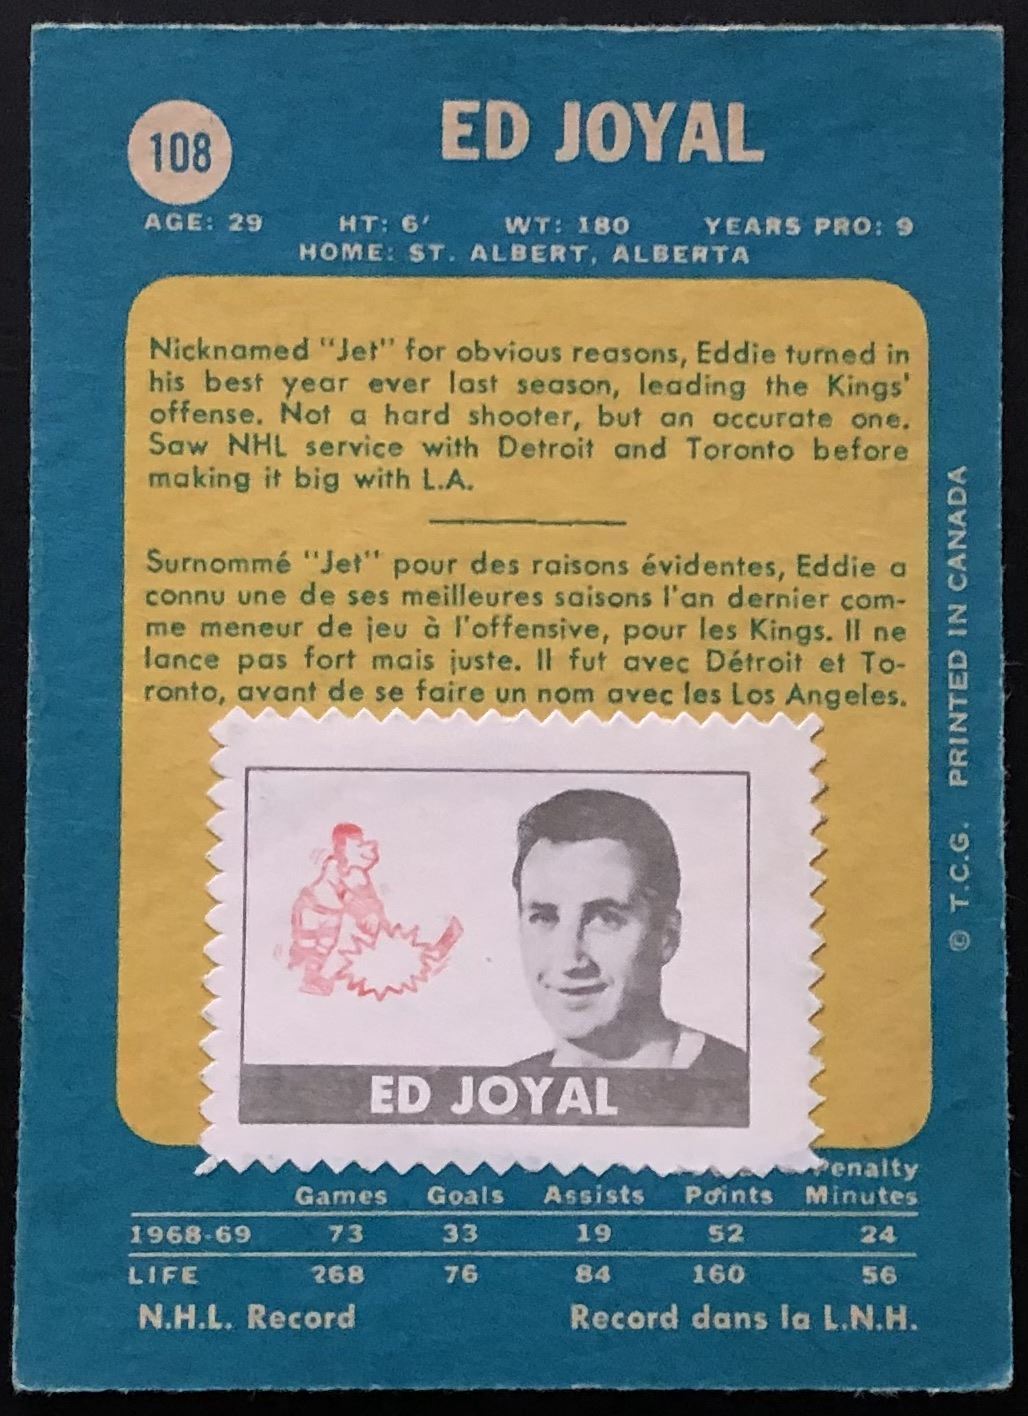 108
ED JOYAL
AGE: 29 HT: 6' WT: 180 YEARS PRO: 9
HOME: ST. ALBERT, ALBERTA
Nicknamed "Jet" for obvious reasons, Eddie turned in
his best year ever last season, leading the Kings'
offense. Not a hard shooter, but an accurate one.
Saw NHL service with Detroit and Toronto before
making it big with L.A.
Surnommé "Jet" pour des raisons évidentes, Eddie a
connu une de ses meilleures saisons l'an dernier com-
me meneur de jeu à l'offensive, pour les Kings. Il ne
lance pas fort mais juste. Il fut avec Détroit et To-
ronto, avant de se faire un nom avec les Los Angeles.
© T.C.G. PRINTED IN CANADA
ED JOYAL
Penalty
Games Goals Assists Points Minutes
1968-69 73 33 19 52 24
LIFE 268 76 84 160 56
N.H.L. Record Record dans la L.N.H.